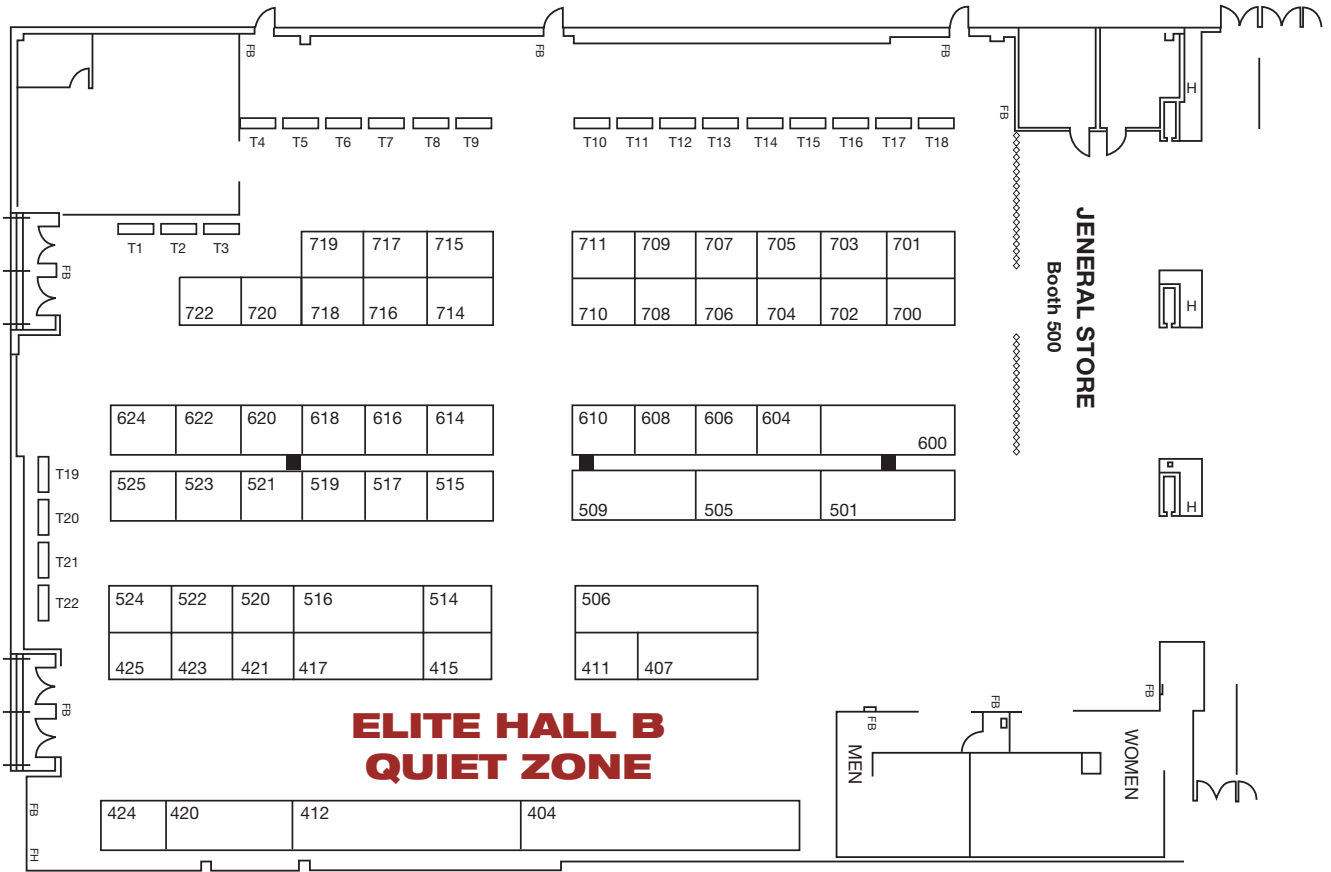 FB
FB
FB
FB
H
T4
T5
T6
T7
T8
T9
T10
T11
T12
T13
T14
T15
T16
T17
T18
T1
T2
T3
FB
719
717
715
711
709
707
705
703
701
722
720
718
716
714
710
708
706
704
702
700
JENERAL STORE
Booth 500
H
624
622
620
618
616
614
610
608
606
604
600
T19
T20
T21
T22
525
523
521
519
517
515
509
505
501
H
524
522
520
516
514
506
425
423
421
417
415
411
407
FB
ELITE HALL B
QUIET ZONE
FB
FB
FB
MEN
WOMEN
FB
FH
424
420
412
404